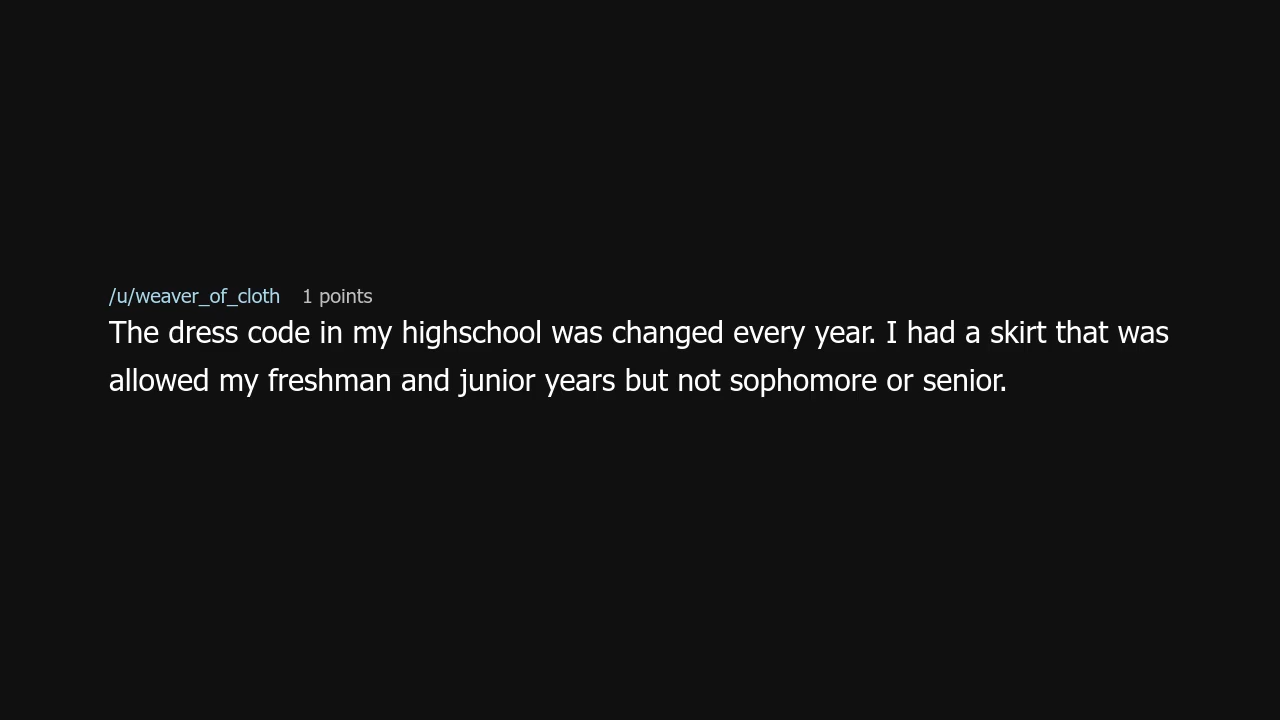 /u/weaver_of_cloth 1 points
The dress code in my highschool was changed every year. I had a skirt that was
allowed my freshman and junior years but not sophomore or senior.